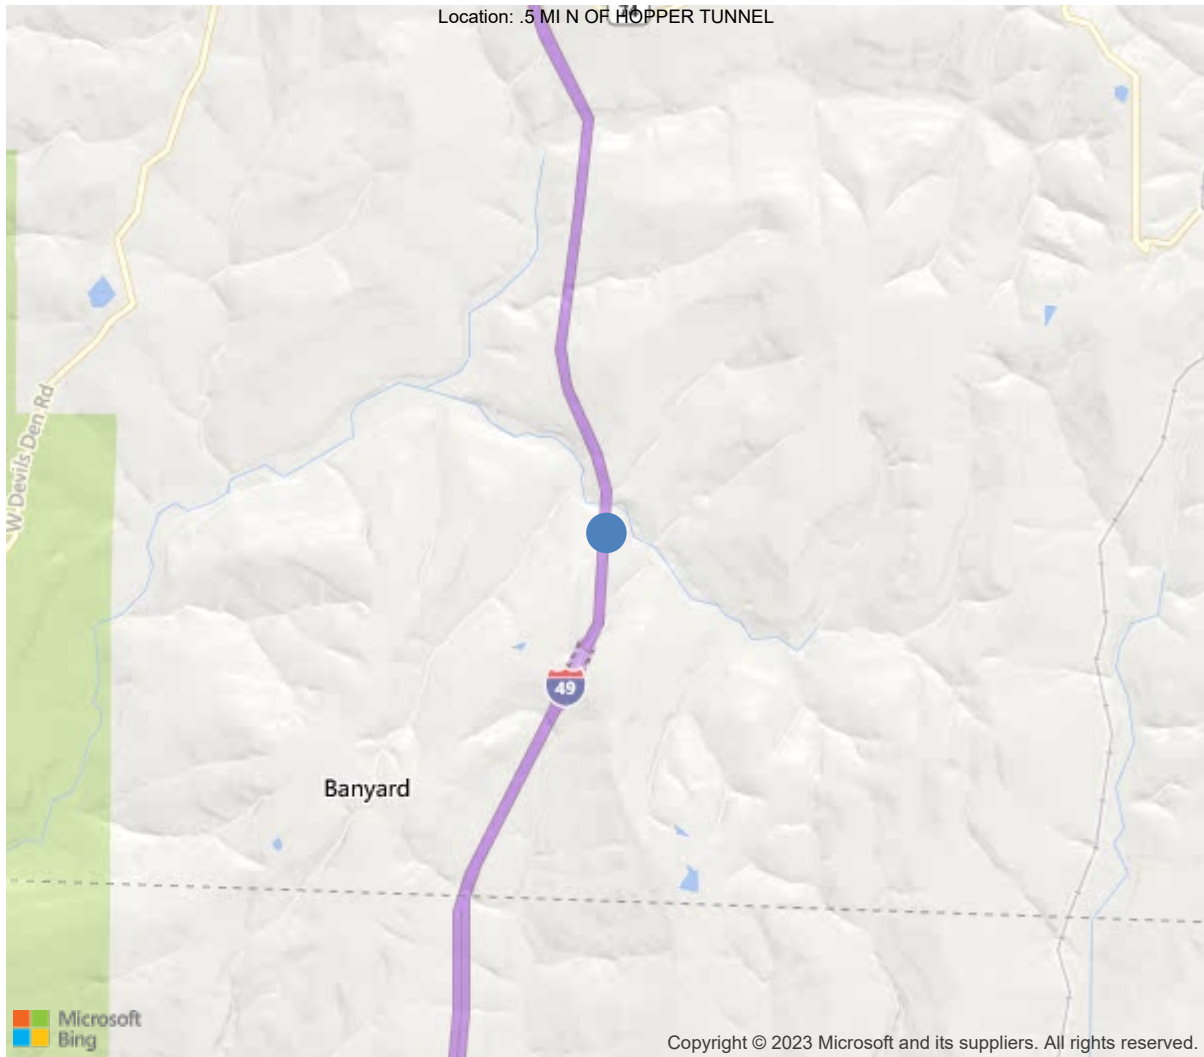 Location: .5 MI N OF HOPPER TUNNEL
74
W Devils Den Rd
49
Banyard
Microsoft
Bing
Copyright © 2023 Microsoft and its suppliers. All rights reserved.